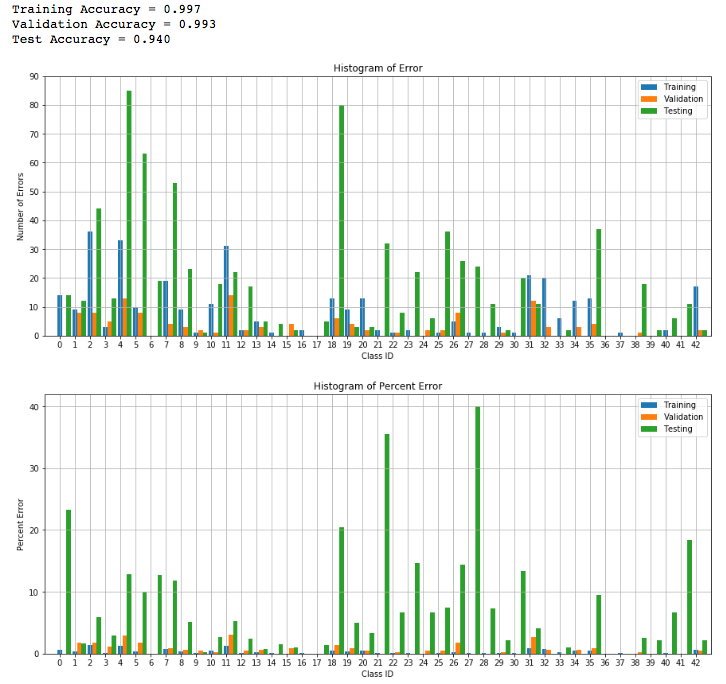 Training Accuracy = 0.997
Validation Accuracy = 0.993
Test Accuracy = 0.940
Histogram of Error
90
80
70
60
50
40
30
20
10
0
Number of Errors
Training
Validation
Testing
0 1 2 3 4 5 6 7 8 9 10 11 12 13 14 15 16 17 18 19 20 21 22 23 24 25 26 27 28 29 30 31 32 33 34 35 36 37 38 39 40 41 42
Class ID
Histogram of Percent Error
40
30
20
10
0
Percent Error
Training
Validation
Testing
0 1 2 3 4 5 6 7 8 9 10 11 12 13 14 15 16 17 18 19 20 21 22 23 24 25 26 27 28 29 30 31 32 33 34 35 36 37 38 39 40 41 42
Class ID